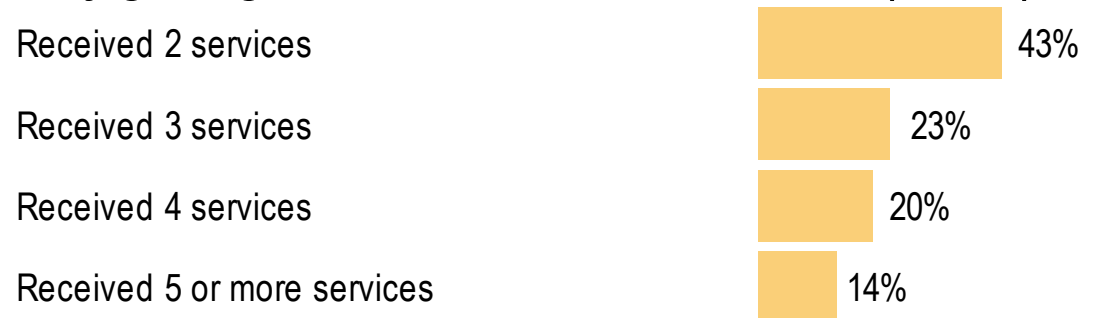 Received 2 services 43%
Received 3 services 23%
Received 4 services 20%
Received 5 or more services 14%